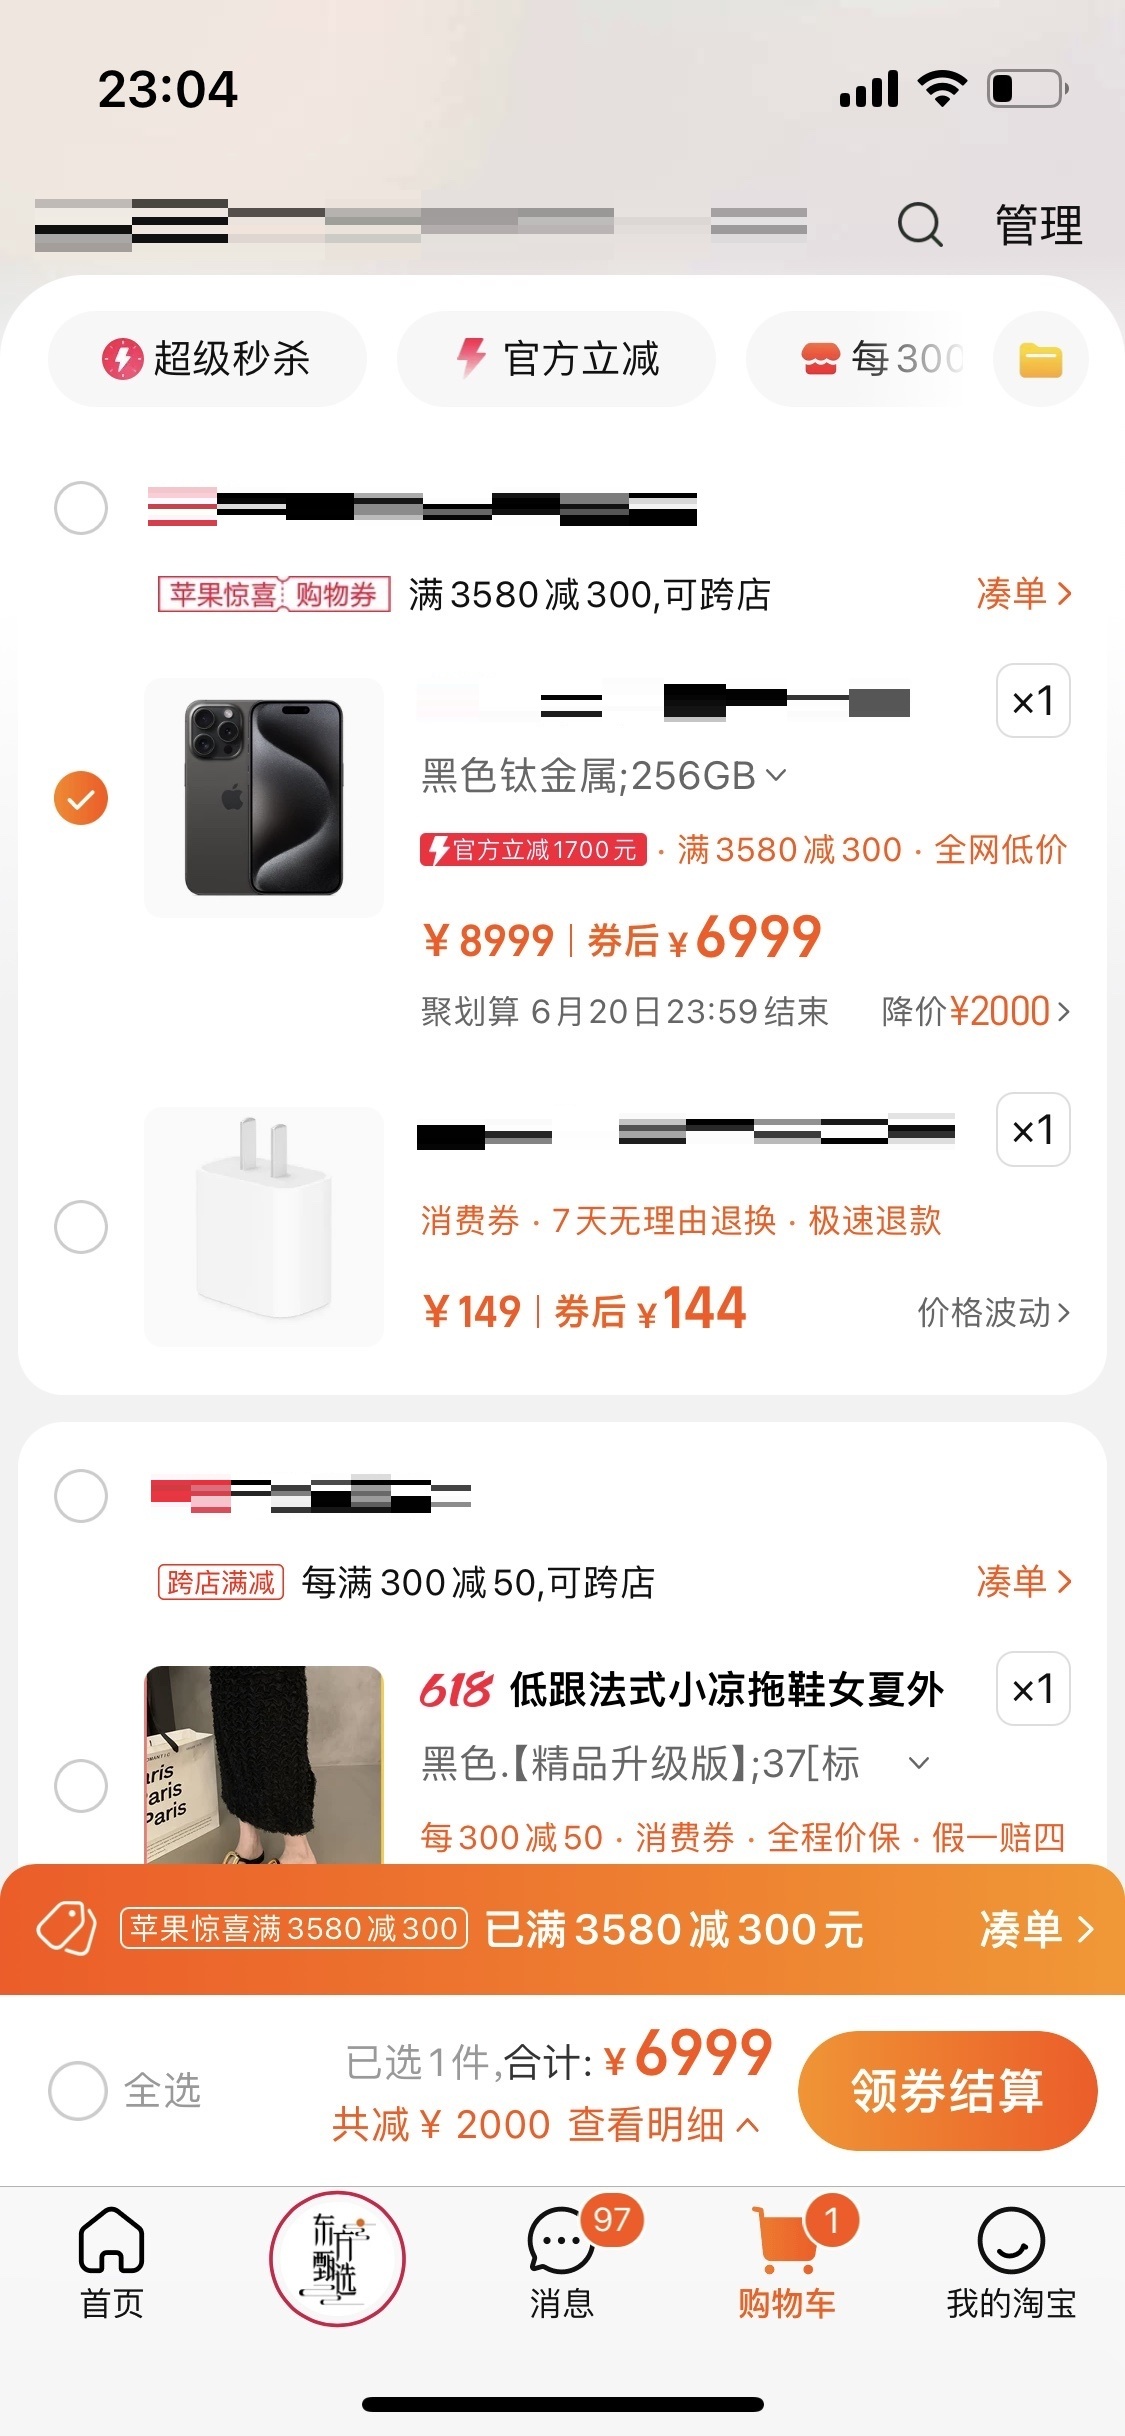 23:04
管理
超级秒杀
官方立减
每300
苹果惊喜 购物券 满3580减300,可跨店 凑单
×1
黑色钛金属;256GB
官方立减1700元 · 满3580减300 · 全网低价
¥8999 券后¥6999
聚划算 6月20日23:59结束 降价¥2000
×1
消费券 · 7天无理由退换 · 极速退款
¥149 券后¥144 价格波动
跨店满减 每满300减50,可跨店 凑单
618 低跟法式小凉拖鞋女夏外 ×1
黑色.【精品升级版】;37[标
ROMANTIC
aris
aris
Paris
每300减50 · 消费券 · 全程价保 · 假一赔四
苹果惊喜满3580减300 已满3580减300元 凑单
全选 已选1件,合计:¥6999 领券结算
共减¥2000 查看明细
东方甄选
97
1
首页 消息 购物车 我的淘宝